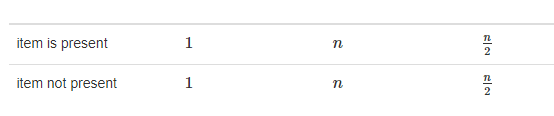 item is present 1 n n/2
item not present 1 n n/2